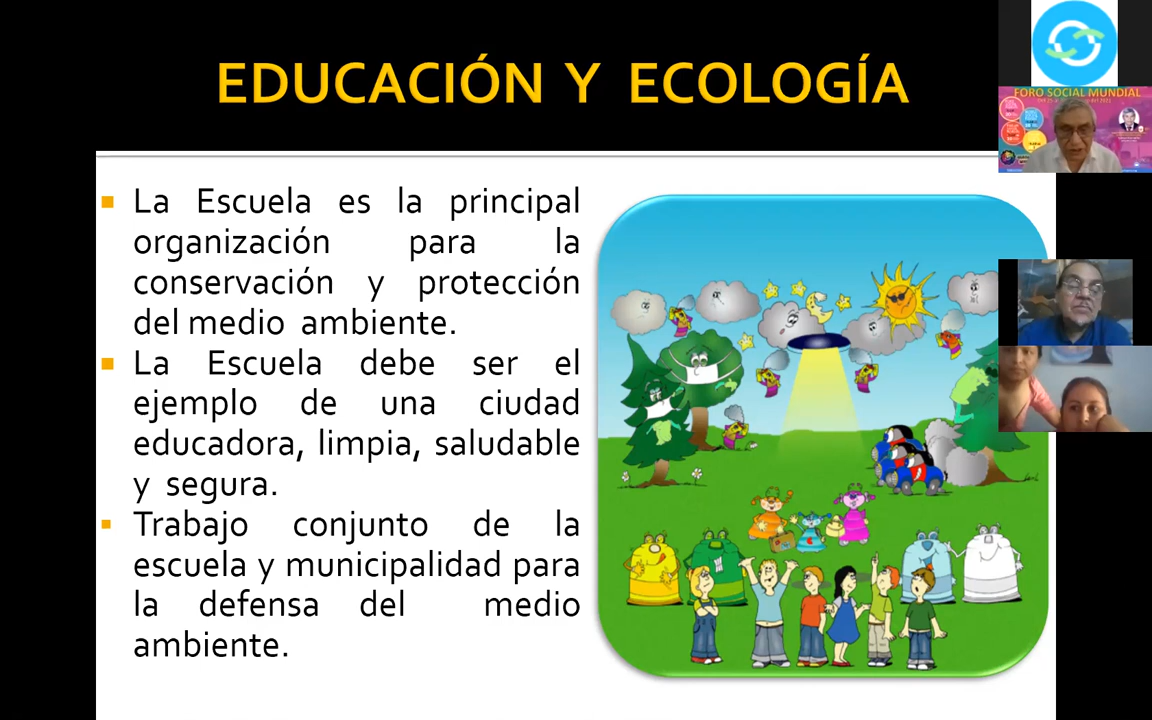 EDUCACIÓN Y ECOLOGÍA
FORO SOCIAL MUNDIAL
La Escuela es la principal
organización para la
conservación y protección
del medio ambiente.
La Escuela debe ser el
ejemplo de una ciudad
educadora, limpia, saludable
y segura.
Trabajo conjunto de la
escuela y municipalidad para
la defensa del medio
ambiente.